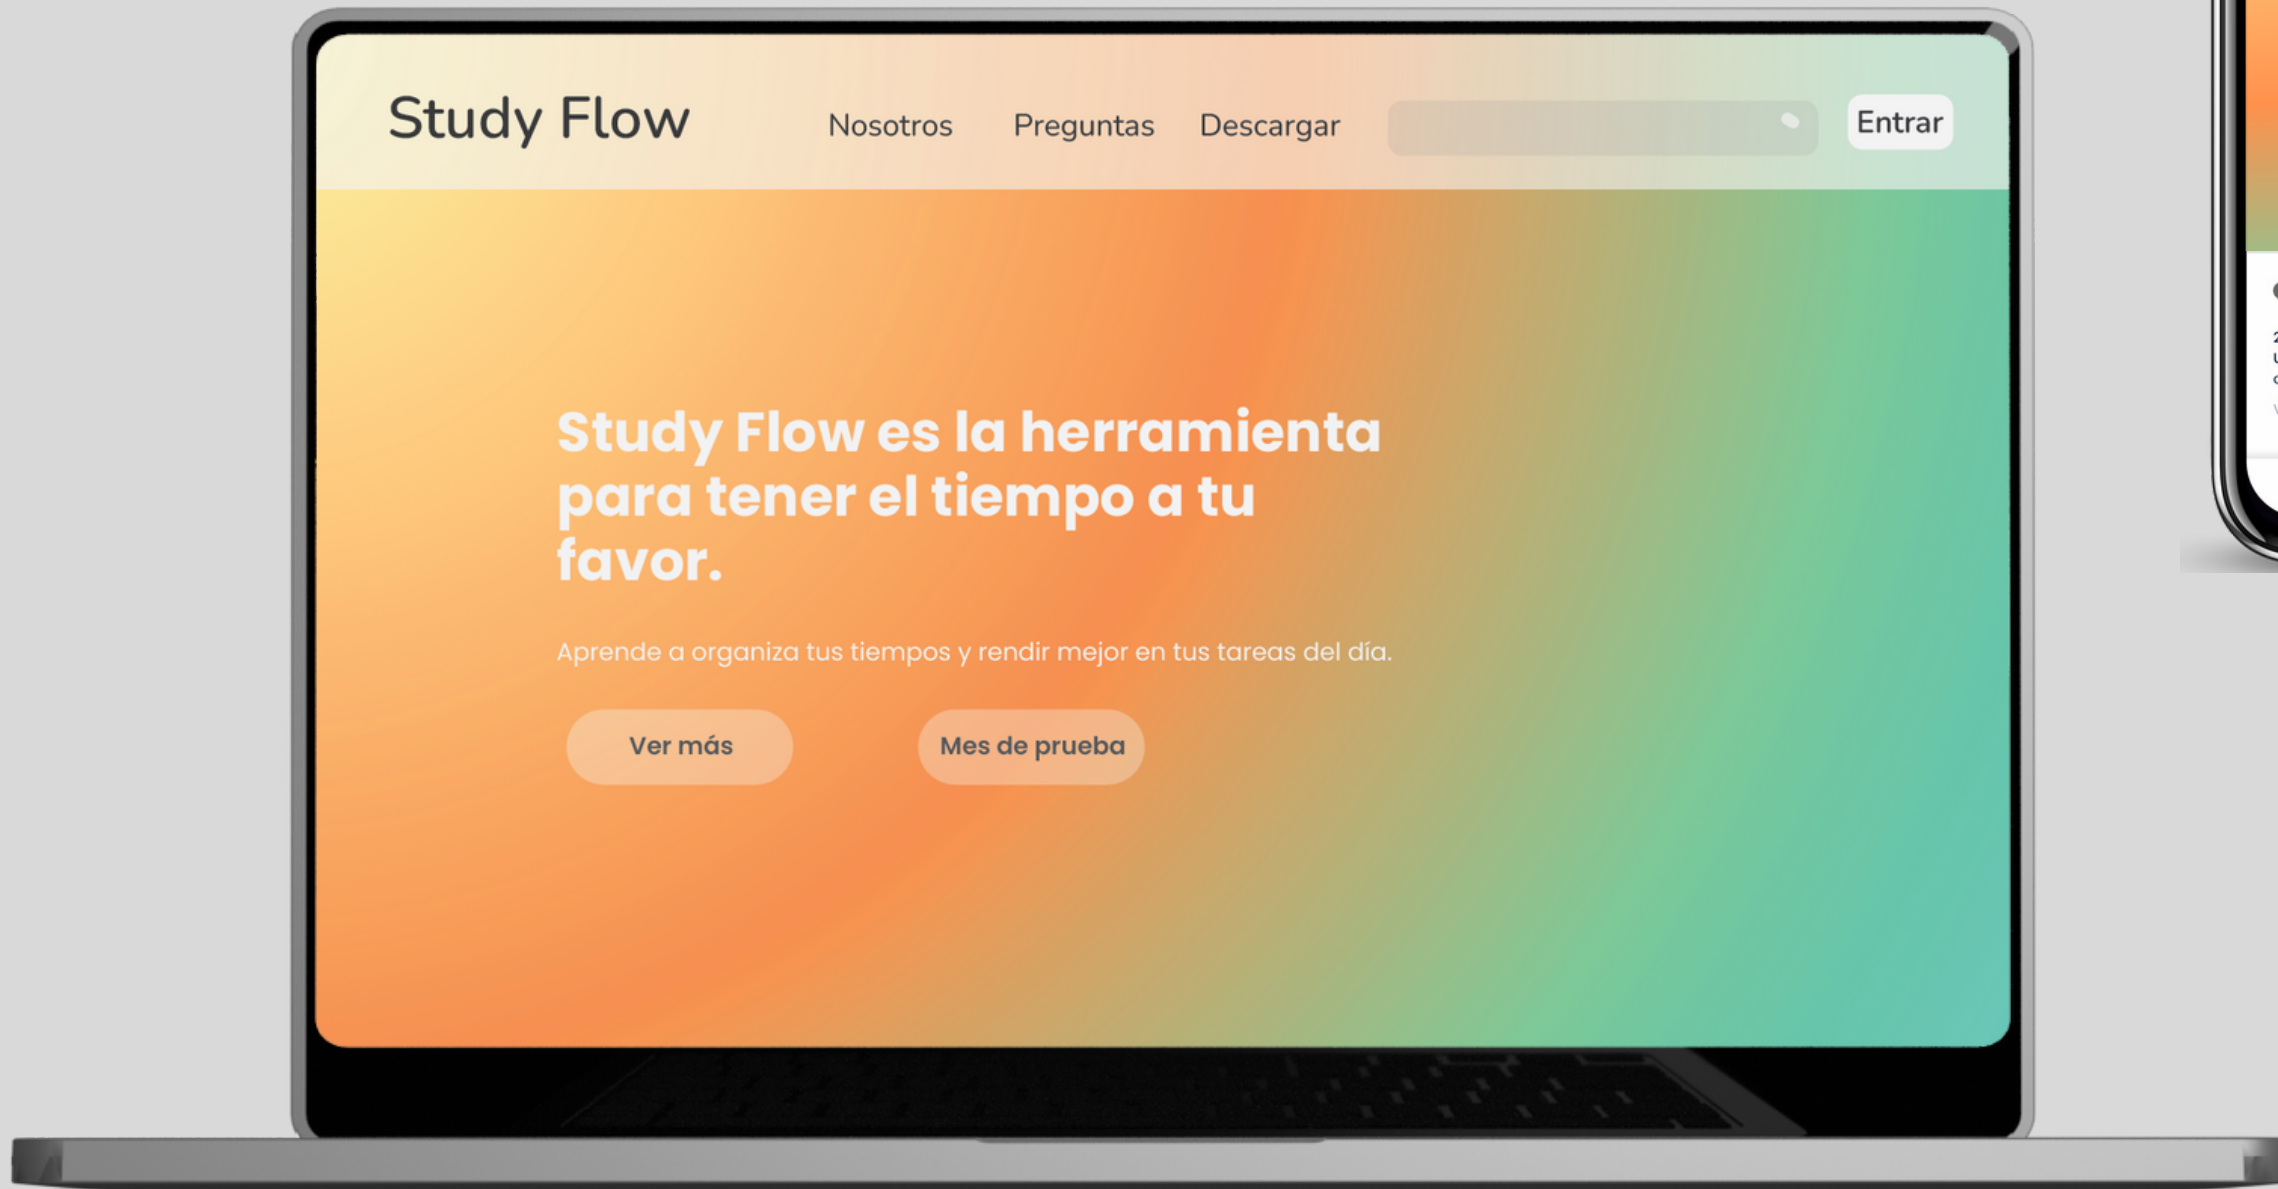 Study Flow
Nosotros
Preguntas
Descargar
Entrar
Study Flow es la herramienta
para tener el tiempo a tu
favor.
Aprende a organiza tus tiempos y rendir mejor en tus tareas del día.
Ver más
Mes de prueba